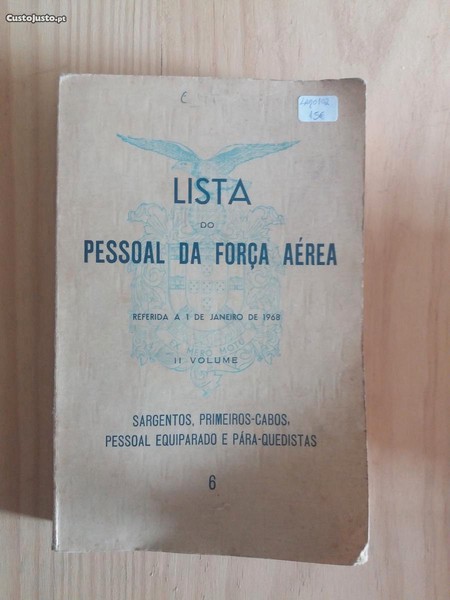 CustoJusto.pt
15€
LISTA
DO
PESSOAL DA FORÇA AÉREA
REFERIDA A 1 DE JANEIRO DE 1968
II VOLUME
SARGENTOS, PRIMEIROS-CABOS,
PESSOAL EQUIPARADO E PÁRA-QUEDISTAS
6